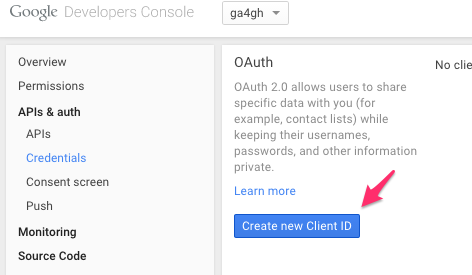 Google Developers Console
ga4gh
Overview
Permissions
APIs & auth
APIs
Credentials
Consent screen
Push
Monitoring
Source Code
OAuth
OAuth 2.0 allows users to share
specific data with you (for
example, contact lists) while
keeping their usernames,
passwords, and other information
private.
Learn more
Create new Client ID
No clie